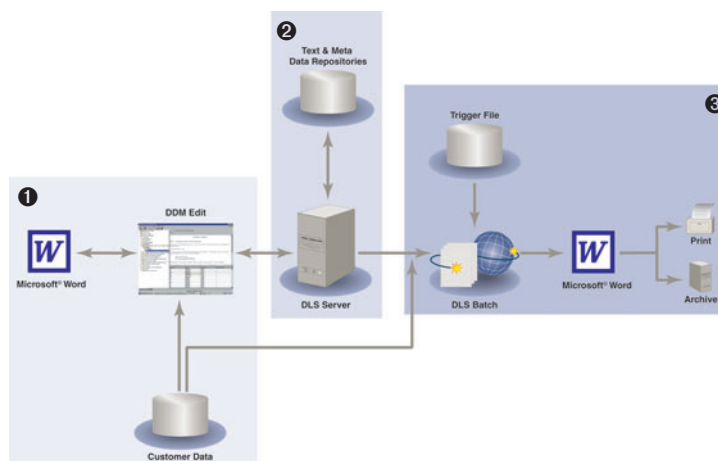 ❷
Text & Meta
Data Repositories
❸
Trigger File
❶
DDM Edit
W
Microsoft® Word
DLS Server
DLS Batch
W
Microsoft® Word
Print
Archive
Customer Data